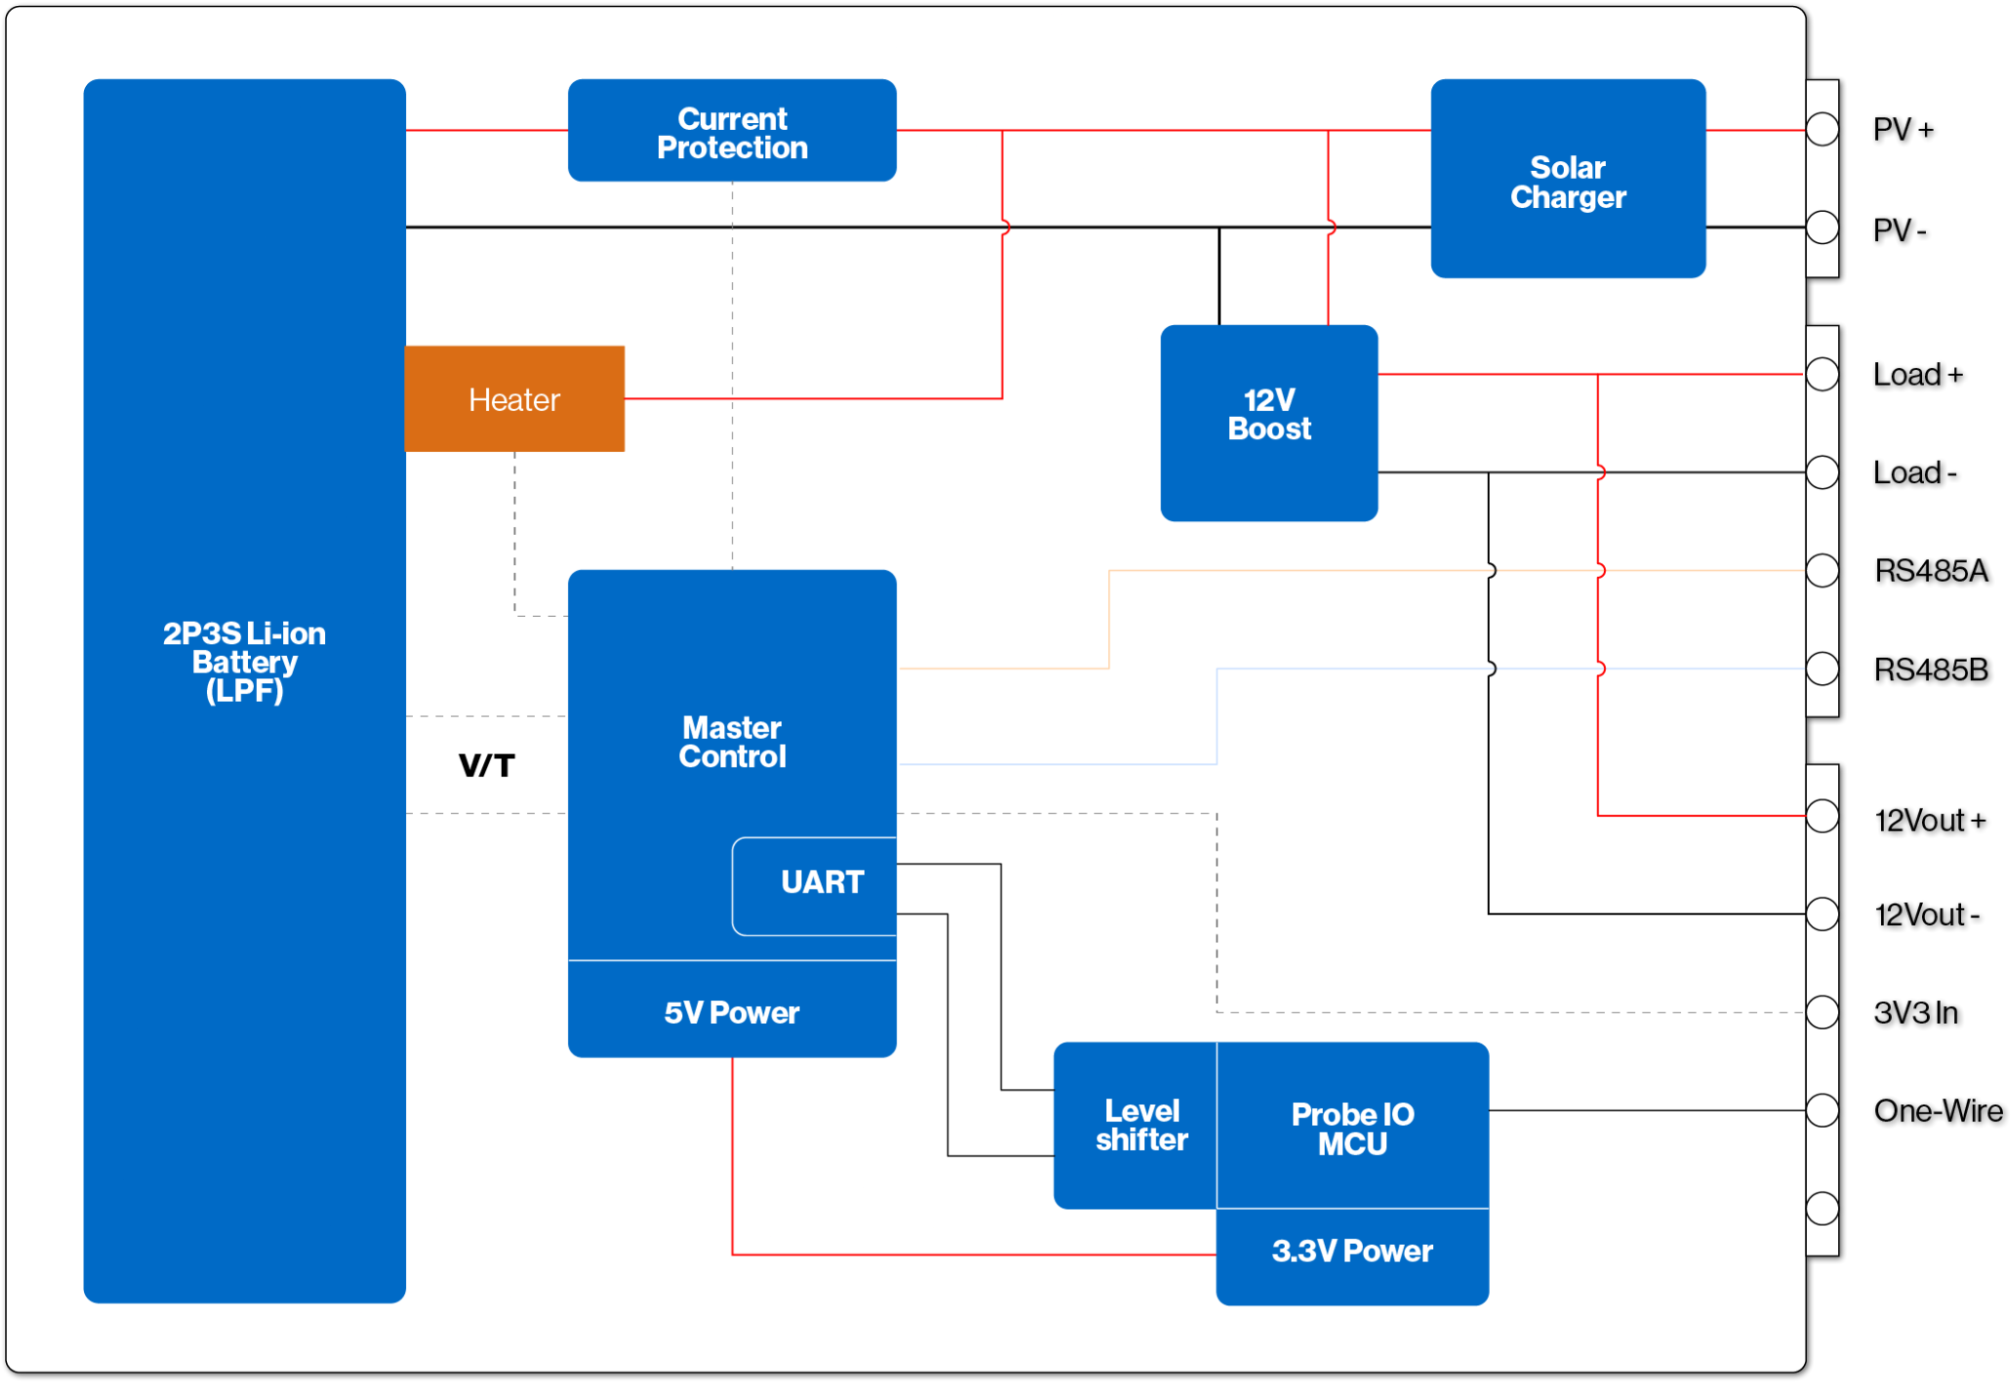 Current
Protection
Solar
Charger
PV +
PV -
Heater
12V
Boost
Load +
Load -
RS485A
RS485B
2P3S Li-ion
Battery
(LPF)
V/T
Master
Control
UART
5V Power
12Vout +
12Vout -
3V3 In
Level
shifter
Probe IO
MCU
One-Wire
3.3V Power